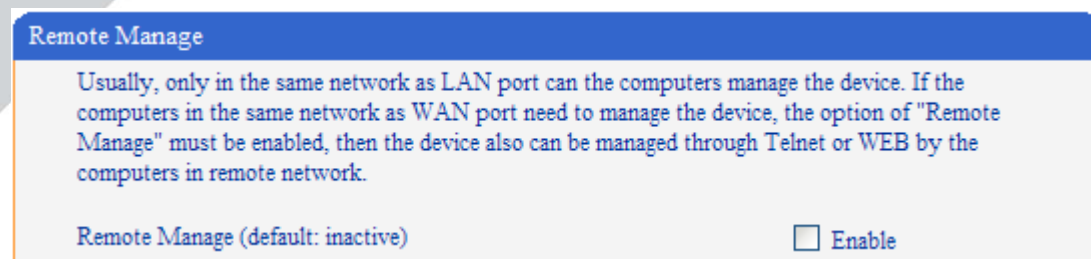 Remote Manage
Usually, only in the same network as LAN port can the computers manage the device. If the
computers in the same network as WAN port need to manage the device, the option of "Remote
Manage" must be enabled, then the device also can be managed through Telnet or WEB by the
computers in remote network.
Remote Manage (default: inactive) Enable